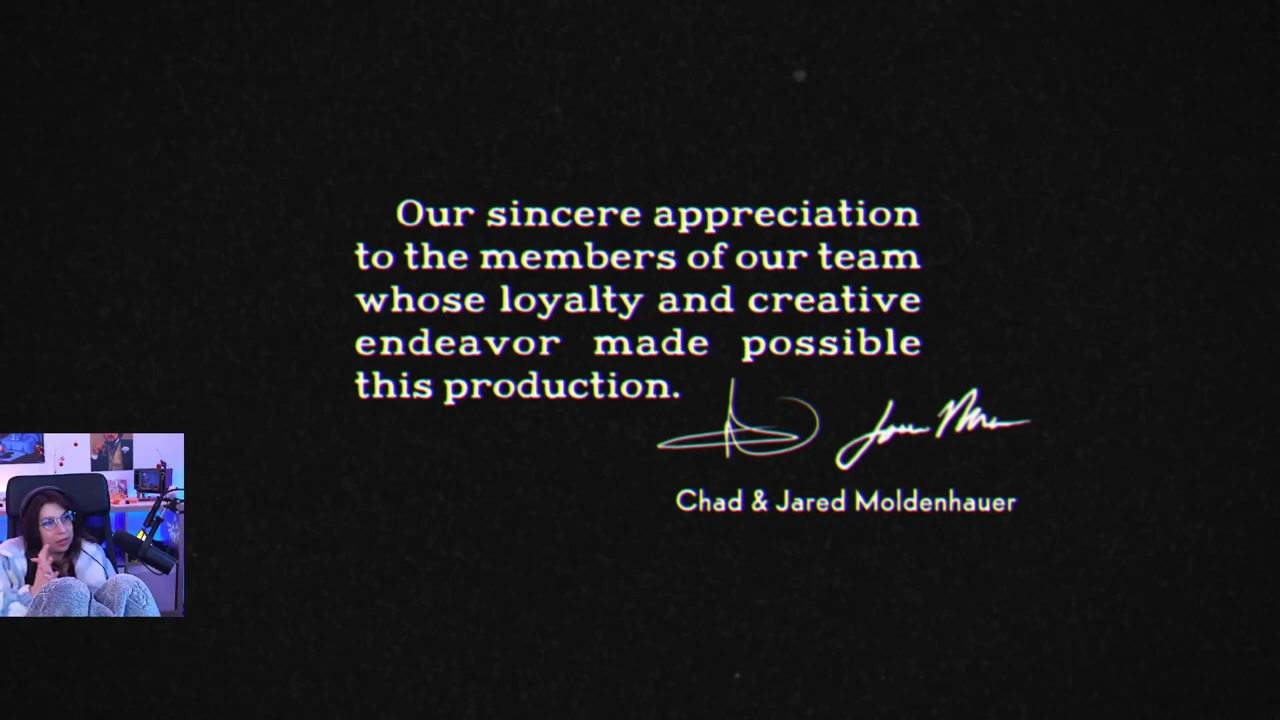 Our sincere appreciation
to the members of our team
whose loyalty and creative
endeavor made possible
this production.
Chad & Jared Moldenhauer